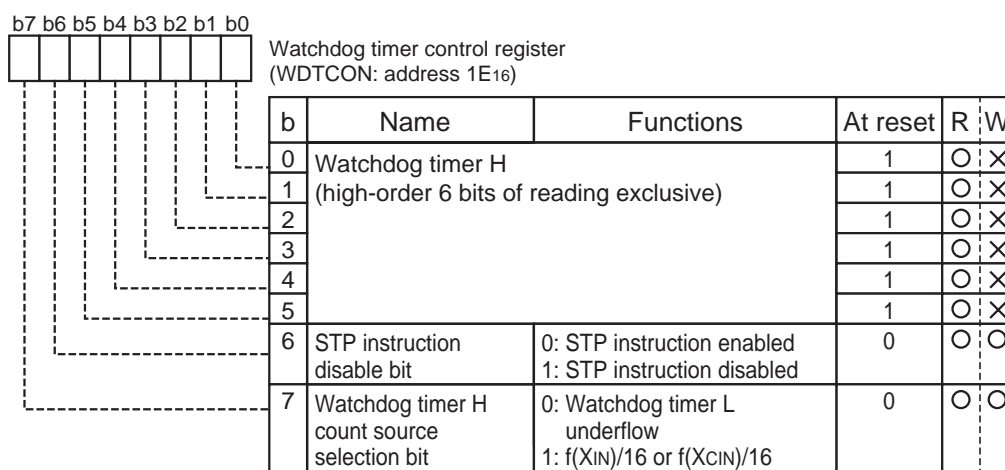 b7 b6 b5 b4 b3 b2 b1 b0
Watchdog timer control register
(WDTCON: address 1E16)
b Name Functions At reset R W
0 Watchdog timer H 1 O ×
1 (high-order 6 bits of reading exclusive) 1 O ×
2 1 O ×
3 1 O ×
4 1 O ×
5 1 O ×
6 STP instruction 0: STP instruction enabled 0 O O
disable bit 1: STP instruction disabled
7 Watchdog timer H 0: Watchdog timer L 0 O O
count source underflow
selection bit 1: f(XIN)/16 or f(XCIN)/16